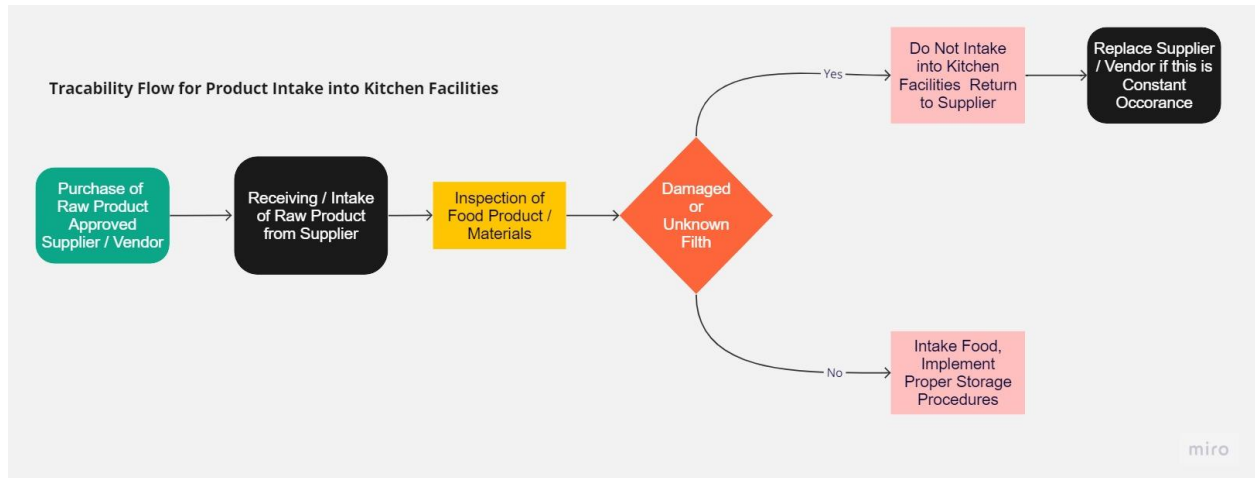 Tracability Flow for Product Intake into Kitchen Facilities
Purchase of
Raw Product
Approved
Supplier / Vendor
Receiving / Intake
of Raw Product
from Supplier
Inspection of
Food Product /
Materials
Damaged
or
Unknown
Filth
Yes
Do Not Intake
into Kitchen
Facilities  Return
to Supplier
Replace Supplier
/ Vendor if this is
Constant
Occorance
No
Intake Food,
Implement
Proper Storage
Procedures
miro